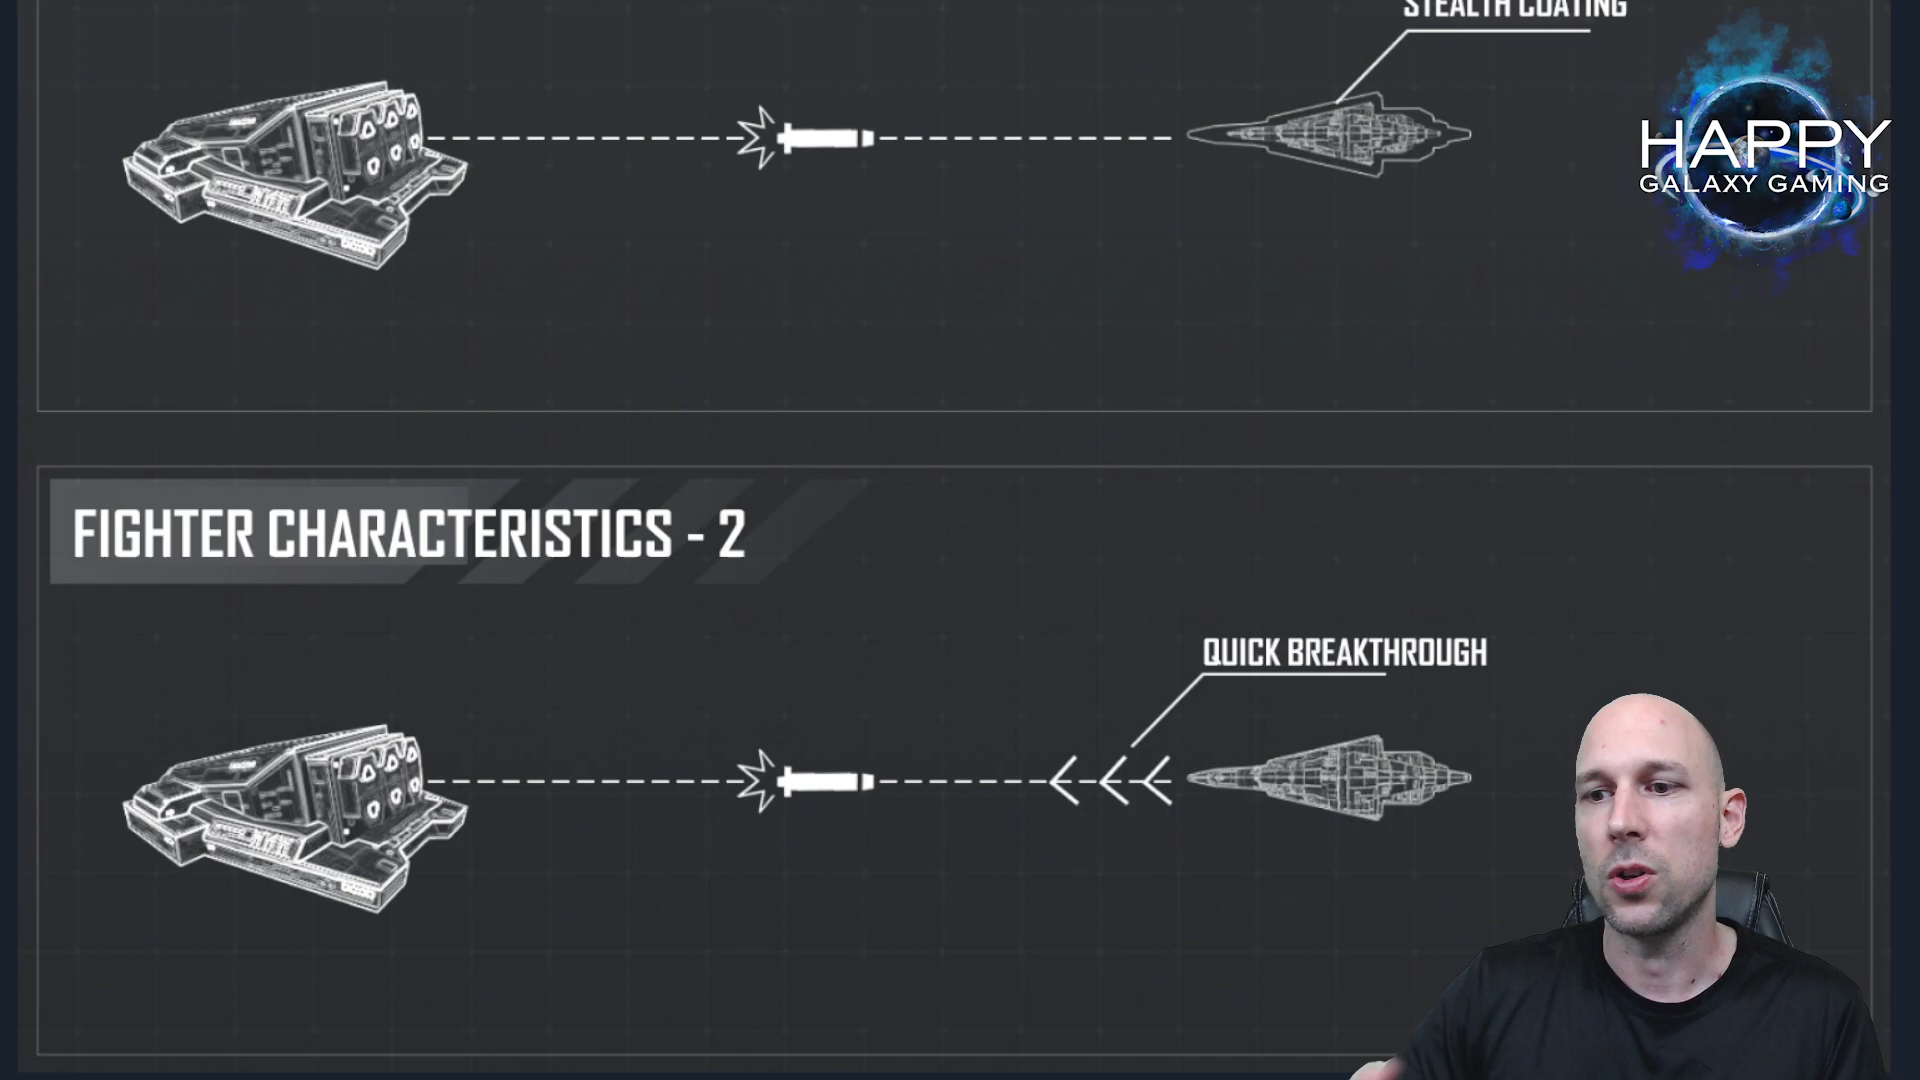 STEALTH COATING
HAPPY
GALAXY GAMING
FIGHTER CHARACTERISTICS - 2
QUICK BREAKTHROUGH